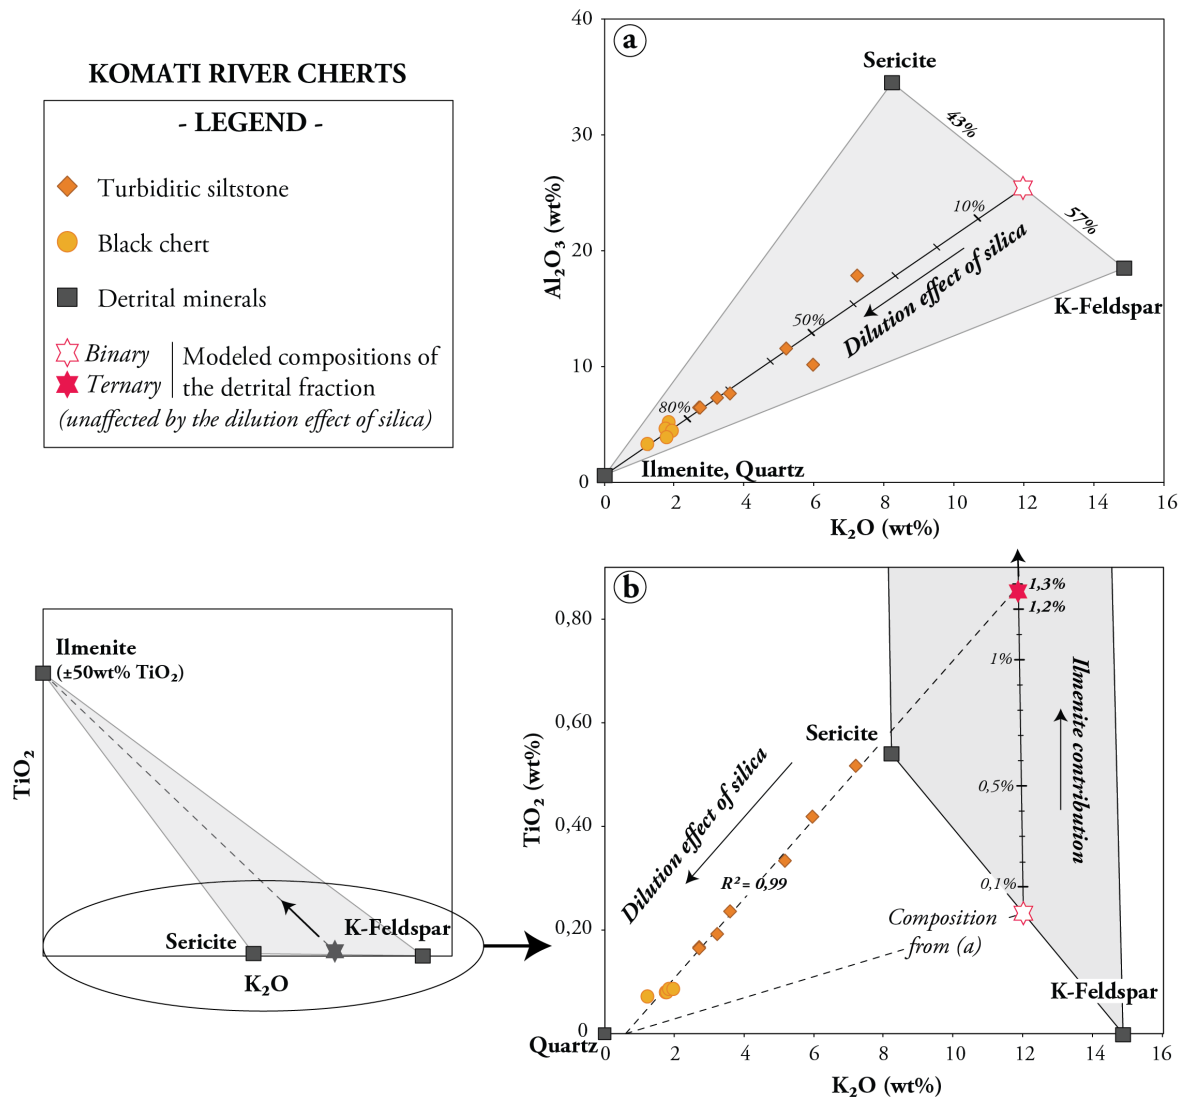 KOMATI RIVER CHERTS
- LEGEND -
Turbiditic siltstone
Black chert
Detrital minerals
Binary
Ternary
Modeled compositions of
the detrital fraction
(unaffected by the dilution effect of silica)
a
Al₂O₃ (wt%)
40
30
20
10
0
Sericite
43%
57%
10%
50%
80%
Dilution effect of silica
K-Feldspar
Ilmenite, Quartz
0 2 4 6 8 10 12 14 16
K₂O (wt%)
Ilmenite
(±50wt% TiO₂)
TiO₂
Sericite
K-Feldspar
K₂O
b
TiO₂ (wt%)
0,80
0,60
0,40
0,20
0
1,3%
1,2%
1%
0,5%
0,1%
Ilmenite contribution
Sericite
Dilution effect of silica
R² = 0,99
Composition
from (a)
K-Feldspar
Quartz
0 2 4 6 8 10 12 14 16
K₂O (wt%)